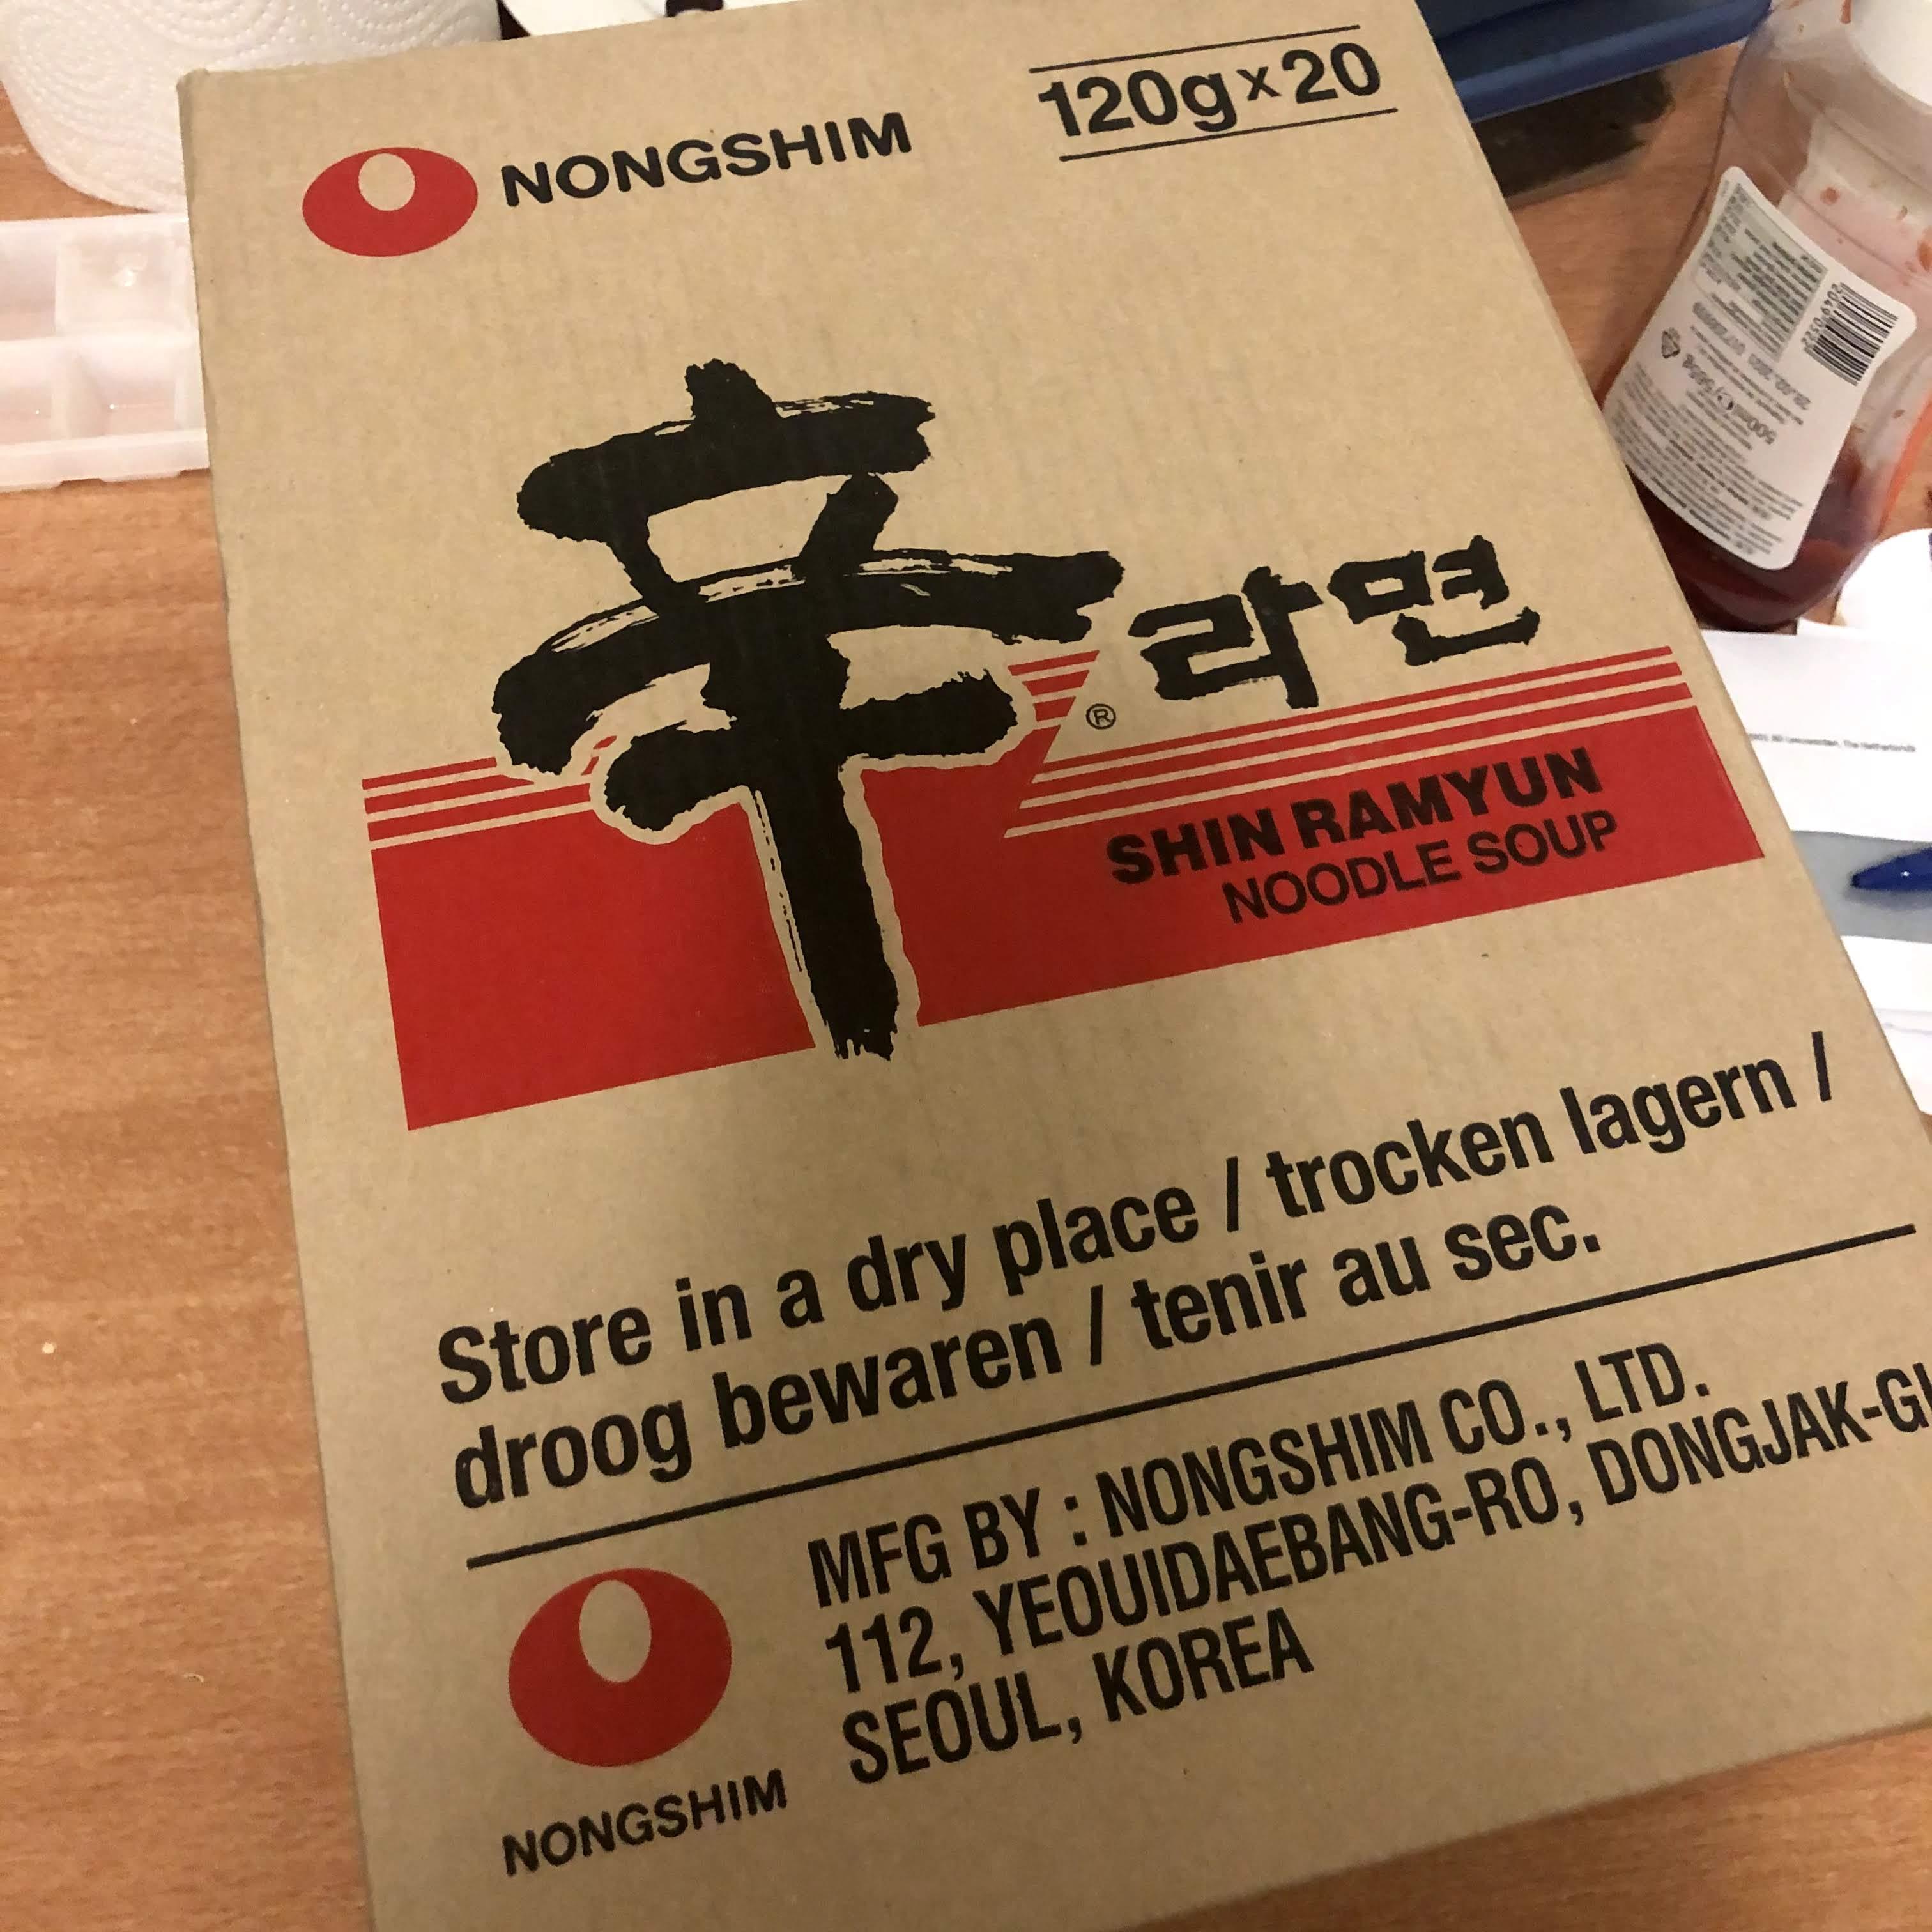 NONGSHIM
120g x 20
辛라면
®
SHIN RAMYUN
NOODLE SOUP
Store in a dry place / trocken lagern /
droog bewaren / tenir au sec.
MFG BY : NONGSHIM CO., LTD.
112, YEOUIDAEBANG-RO, DONGJAK-GU
SEOUL, KOREA
NONGSHIM